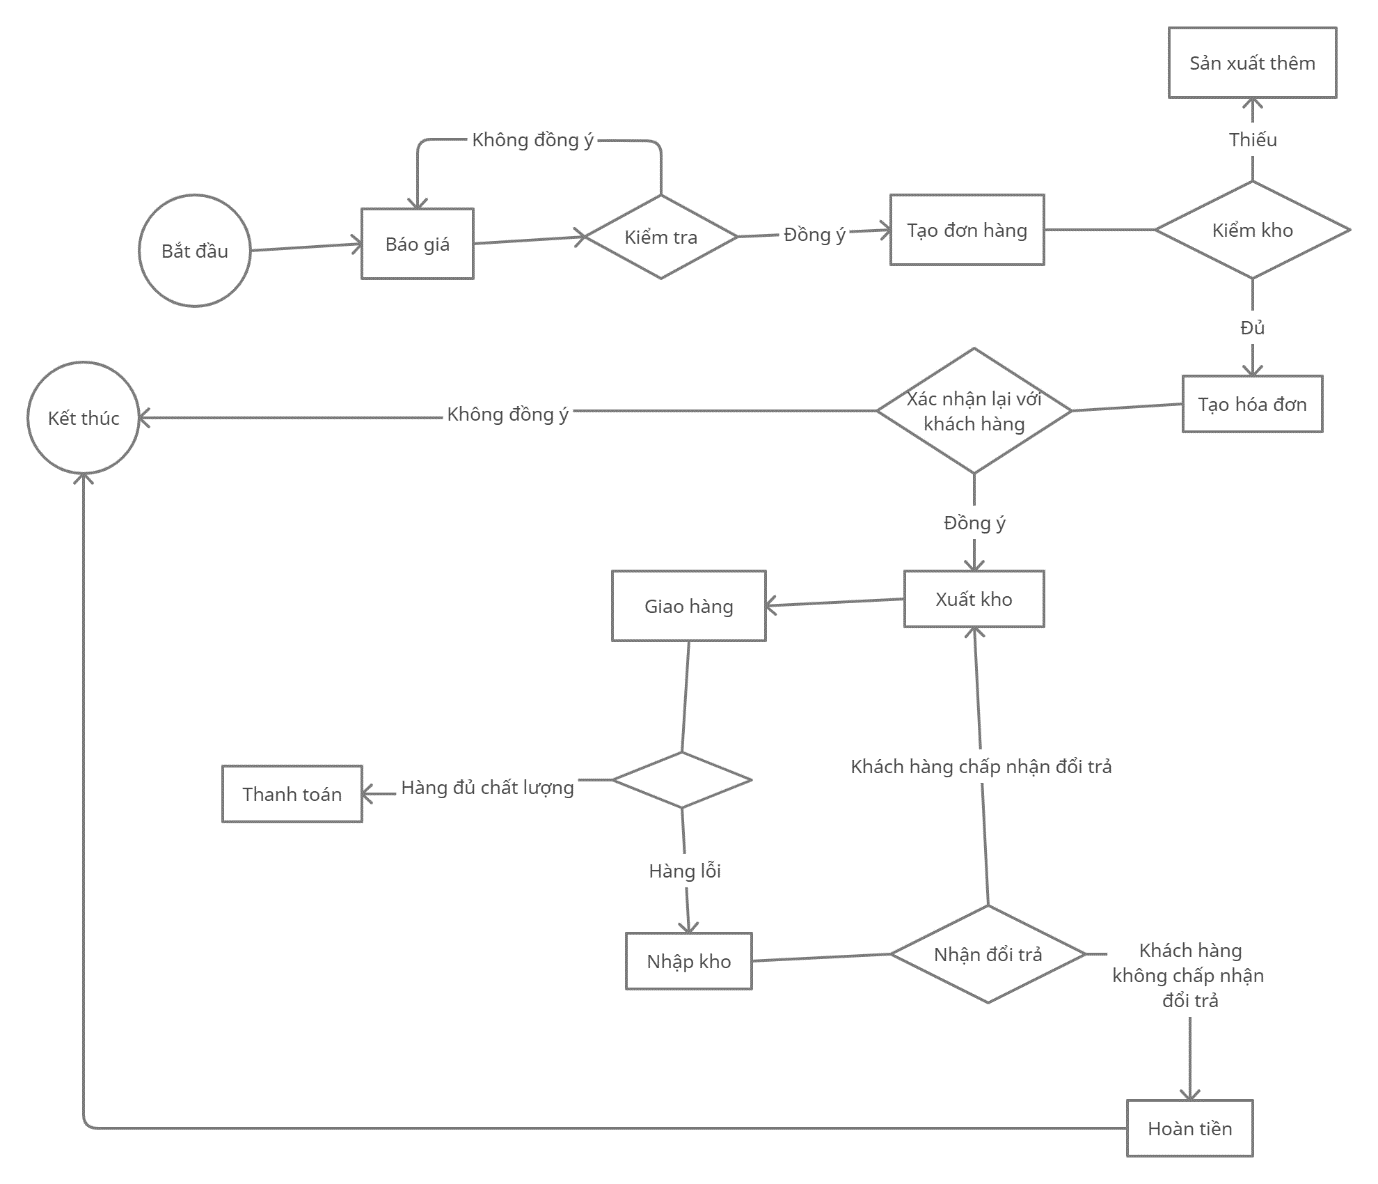 Sản xuất thêm
Không đồng ý
Thiếu
Bắt đầu
Báo giá
Kiểm tra
Đồng ý
Tạo đơn hàng
Kiểm kho
Đủ
Kết thúc
Không đồng ý
Xác nhận lại với
khách hàng
Tạo hóa đơn
Đồng ý
Giao hàng
Xuất kho
Khách hàng chấp nhận đổi trả
Thanh toán
Hàng đủ chất lượng
Hàng lỗi
Nhập kho
Nhận đổi trả
Khách hàng
không chấp nhận
đổi trả
Hoàn tiền